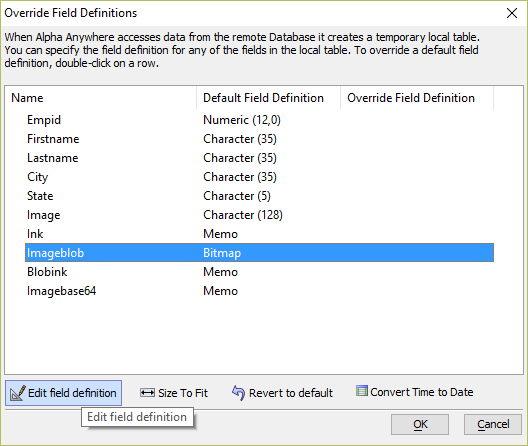 Override Field Definitions
When Alpha Anywhere accesses data from the remote Database it creates a temporary local table.
You can specify the field definition for any of the fields in the local table. To override a default field
definition, double-click on a row.
Name Default Field Definition Override Field Definition
Empid Numeric (12,0)
Firstname Character (35)
Lastname Character (35)
City Character (35)
State Character (5)
Image Character (128)
Ink Memo
Imageblob Bitmap
Blobink Memo
Imagebase64 Memo
Edit field definition Size To Fit Revert to default Convert Time to Date
Edit field definition
OK Cancel